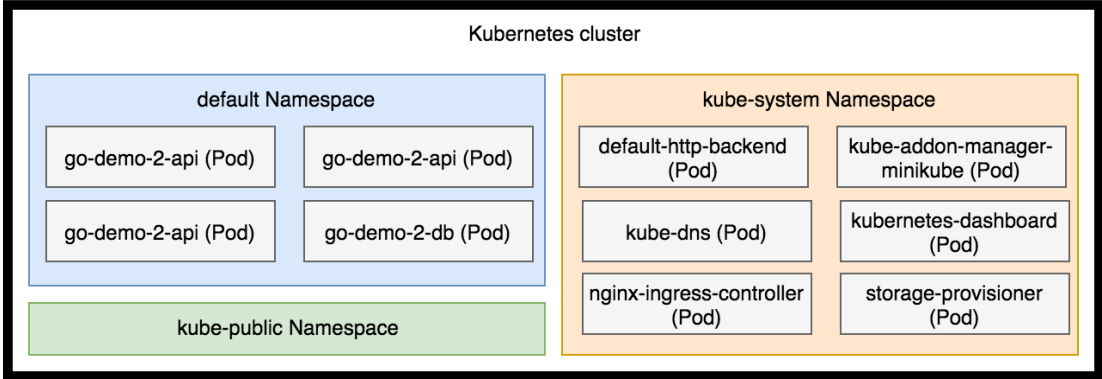 Kubernetes cluster
default Namespace
go-demo-2-api (Pod)
go-demo-2-api (Pod)
go-demo-2-api (Pod)
go-demo-2-db (Pod)
kube-public Namespace
kube-system Namespace
default-http-backend
(Pod)
kube-addon-manager-
minikube (Pod)
kube-dns (Pod)
kubernetes-dashboard
(Pod)
nginx-ingress-controller
(Pod)
storage-provisioner
(Pod)